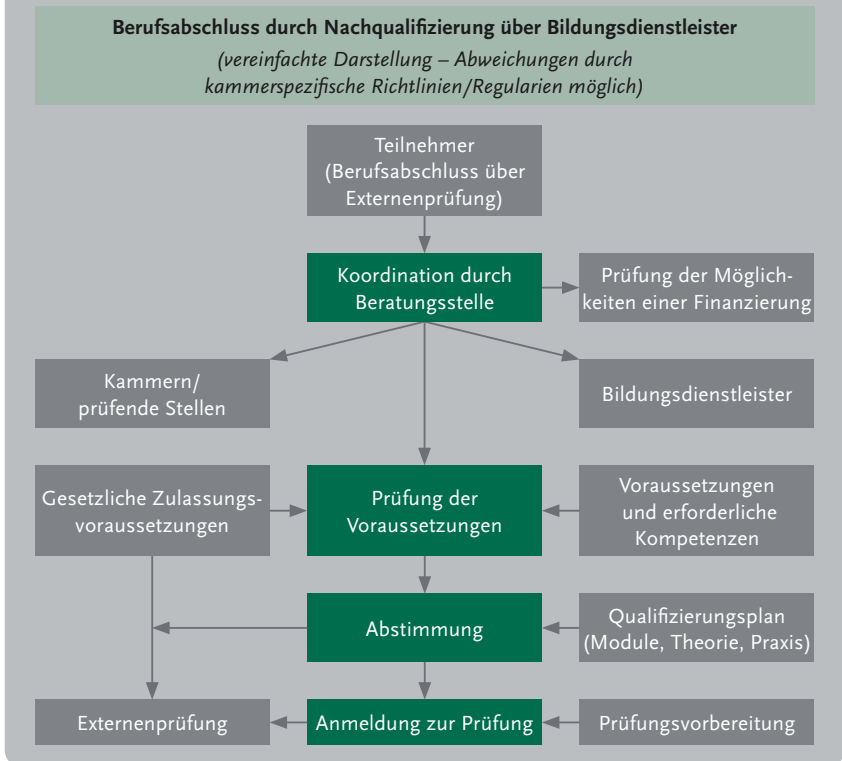 Berufsabschluss durch Nachqualifizierung über Bildungsdienstleister
(vereinfachte Darstellung – Abweichungen durch
kammerspezifische Richtlinien/Regularien möglich)
Teilnehmer
(Berufsabschluss über
Externenprüfung)
Koordination durch
Beratungsstelle
Prüfung der Möglich-
keiten einer Finanzierung
Kammern/
prüfende Stellen
Bildungsdienstleister
Gesetzliche Zulassungs-
voraussetzungen
Prüfung der
Voraussetzungen
Voraussetzungen
und erforderliche
Kompetenzen
Abstimmung
Qualifizierungsplan
(Module, Theorie, Praxis)
Externenprüfung
Anmeldung zur Prüfung
Prüfungsvorbereitung